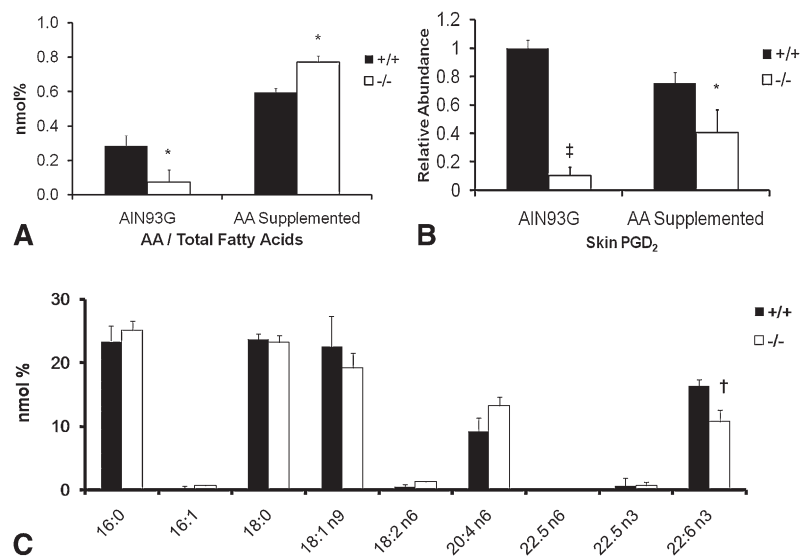 1.0
0.8
0.6
0.4
0.2
0.0
nmol%
*
*
+/+
-/-
AIN93G
AA Supplemented
AA / Total Fatty Acids
A
1.2
1
0.8
0.6
0.4
0.2
0
Relative Abundance
‡
*
+/+
-/-
AIN93G
AA Supplemented
Skin PGD₂
B
30
20
10
0
nmol %
†
+/+
-/-
16:0
16:1
18:0
18:1 n9
18:2 n6
20:4 n6
22:5 n6
22:5 n3
22:6 n3
C